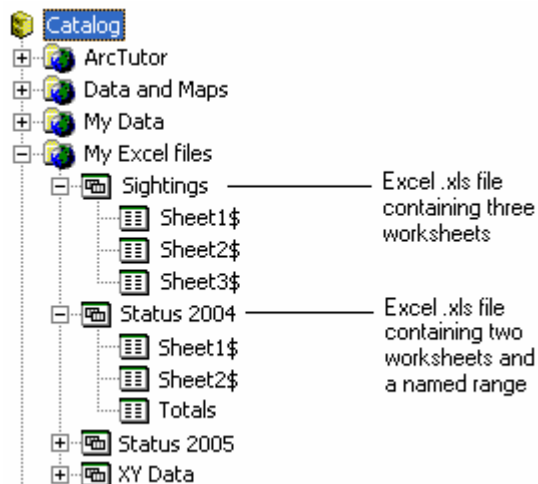 Catalog
ArcTutor
Data and Maps
My Data
My Excel files
Sightings
Excel .xls file
containing three
worksheets
Sheet1$
Sheet2$
Sheet3$
Status 2004
Excel .xls file
containing two
worksheets and
a named range
Sheet1$
Sheet2$
Totals
Status 2005
XY Data